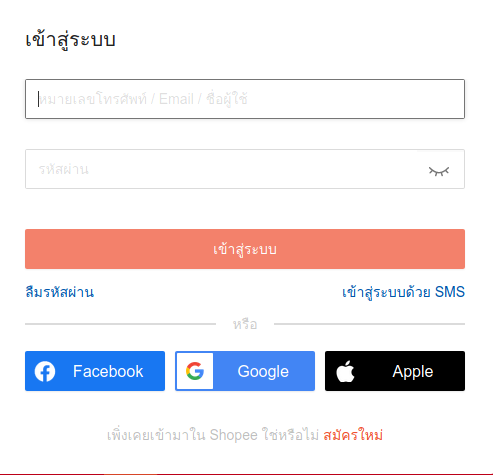 เข้าสู่ระบบ
หมายเลขโทรศัพท์ / Email / ชื่อผู้ใช้
รหัสผ่าน
เข้าสู่ระบบ
ลืมรหัสผ่าน เข้าสู่ระบบด้วย SMS
หรือ
Facebook Google Apple
เพิ่งเคยเข้ามาใน Shopee ใช่หรือไม่ สมัครใหม่